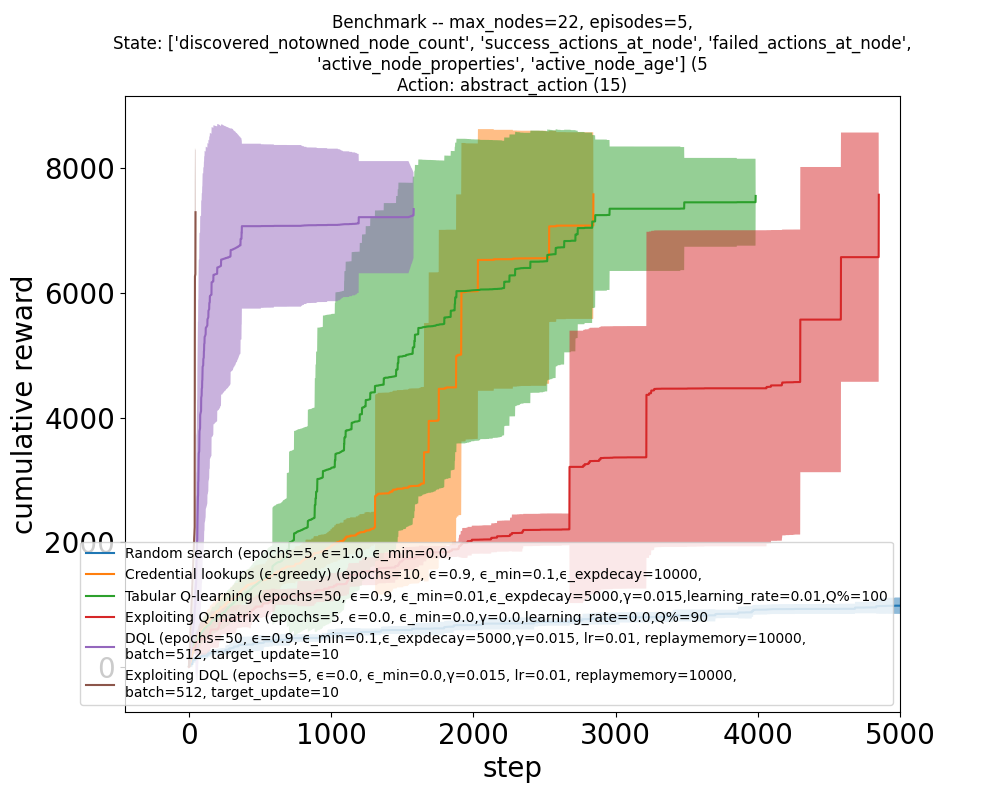 Benchmark -- max_nodes=22, episodes=5,
State: ['discovered_notowned_node_count', 'success_actions_at_node', 'failed_actions_at_node',
'active_node_properties', 'active_node_age'] (5
Action: abstract_action (15)
8000
6000
4000
2000
0
cumulative reward
Random search (epochs=5, ϵ=1.0, ϵ_min=0.0,
Credential lookups (ϵ-greedy) (epochs=10, ϵ=0.9, ϵ_min=0.1,ϵ_expdecay=10000,
Tabular Q-learning (epochs=50, ϵ=0.9, ϵ_min=0.01,ϵ_expdecay=5000,γ=0.015,learning_rate=0.01,Q%=100
Exploiting Q-matrix (epochs=5, ϵ=0.0, ϵ_min=0.0,γ=0.0,learning_rate=0.0,Q%=90
DQL (epochs=50, ϵ=0.9, ϵ_min=0.1,ϵ_expdecay=5000,γ=0.015, lr=0.01, replaymemory=10000,
batch=512, target_update=10
Exploiting DQL (epochs=5, ϵ=0.0, ϵ_min=0.0,γ=0.015, lr=0.01, replaymemory=10000,
batch=512, target_update=10
0 1000 2000 3000 4000 5000
step